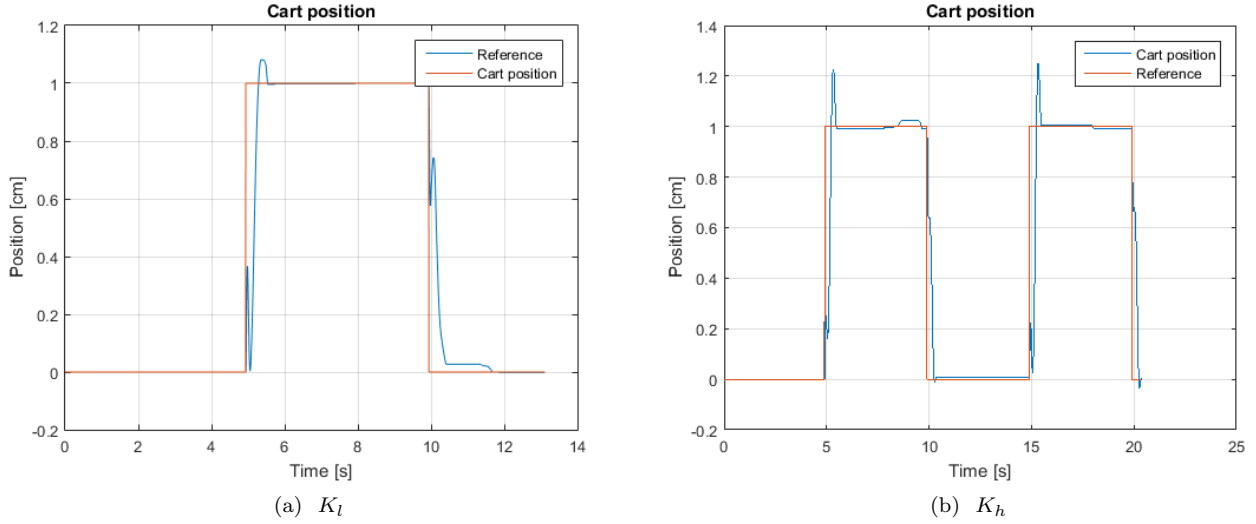 Cart position
1.2
1
0.8
0.6
0.4
0.2
0
-0.2
Position [cm]
Reference
Cart position
0 2 4 6 8 10 12 14
Time [s]
(a) K_l
Cart position
1.4
1.2
1
0.8
0.6
0.4
0.2
0
-0.2
Position [cm]
Cart position
Reference
0 5 10 15 20 25
Time [s]
(b) K_h